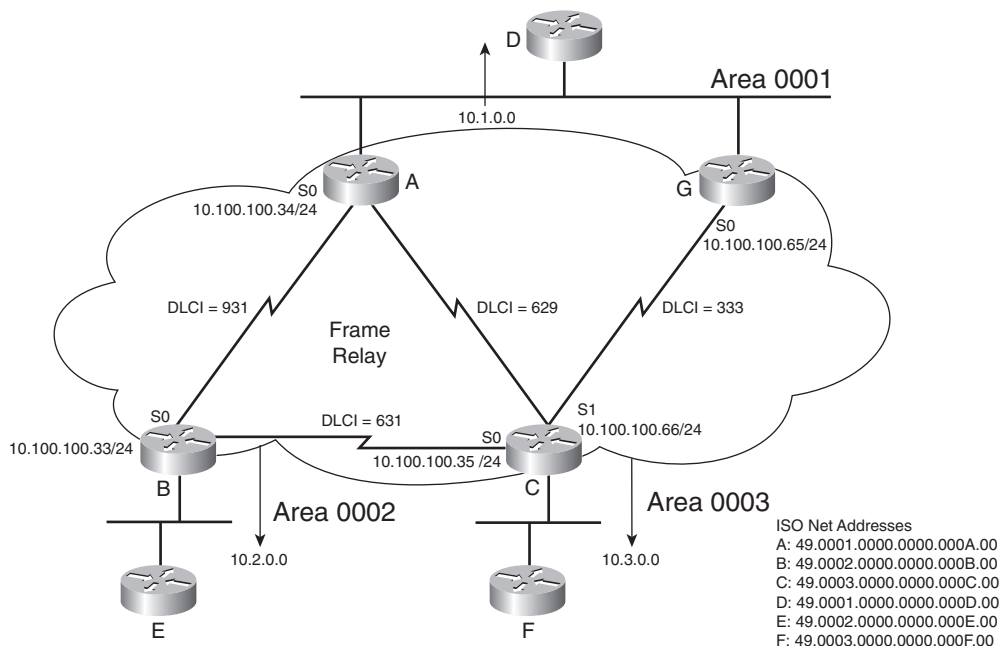 D
Area 0001
10.1.0.0
S0
A
10.100.100.34/24
G
S0
10.100.100.65/24
DLCI = 931
DLCI = 629
DLCI = 333
Frame
Relay
S0
10.100.100.33/24
B
DLCI = 631
S0
10.100.100.35 /24
S1
10.100.100.66/24
C
Area 0002
10.2.0.0
Area 0003
10.3.0.0
E
F
ISO Net Addresses
A: 49.0001.0000.0000.000A.00
B: 49.0002.0000.0000.000B.00
C: 49.0003.0000.0000.000C.00
D: 49.0001.0000.0000.000D.00
E: 49.0002.0000.0000.000E.00
F: 49.0003.0000.0000.000F.00